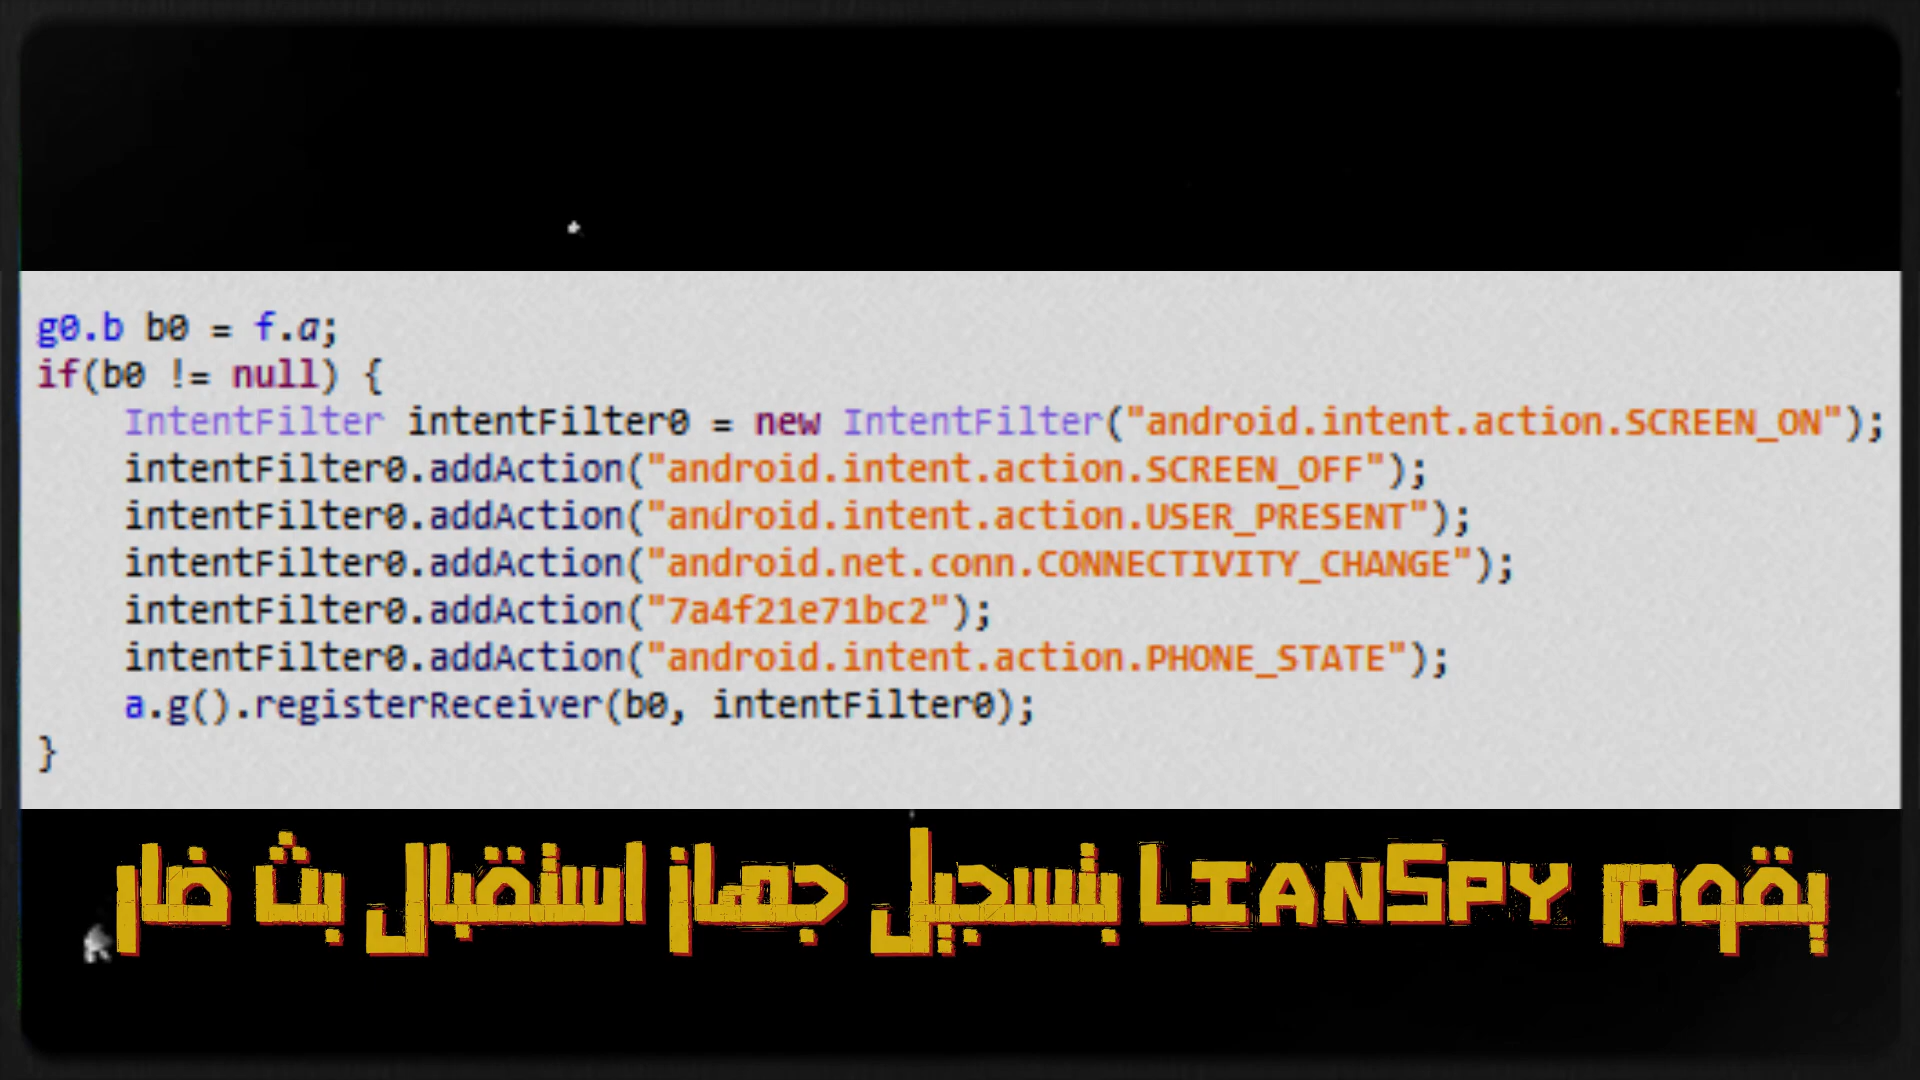 g0.b b0 = f.a;
if(b0 != null) {
    IntentFilter intentFilter0 = new IntentFilter("android.intent.action.SCREEN_ON");
    intentFilter0.addAction("android.intent.action.SCREEN_OFF");
    intentFilter0.addAction("android.intent.action.USER_PRESENT");
    intentFilter0.addAction("android.net.conn.CONNECTIVITY_CHANGE");
    intentFilter0.addAction("7a4f21e71bc2");
    intentFilter0.addAction("android.intent.action.PHONE_STATE");
    a.g().registerReceiver(b0, intentFilter0);
}
يقوم LIANSPY بتسجيل جهاز استقبال بث ضار